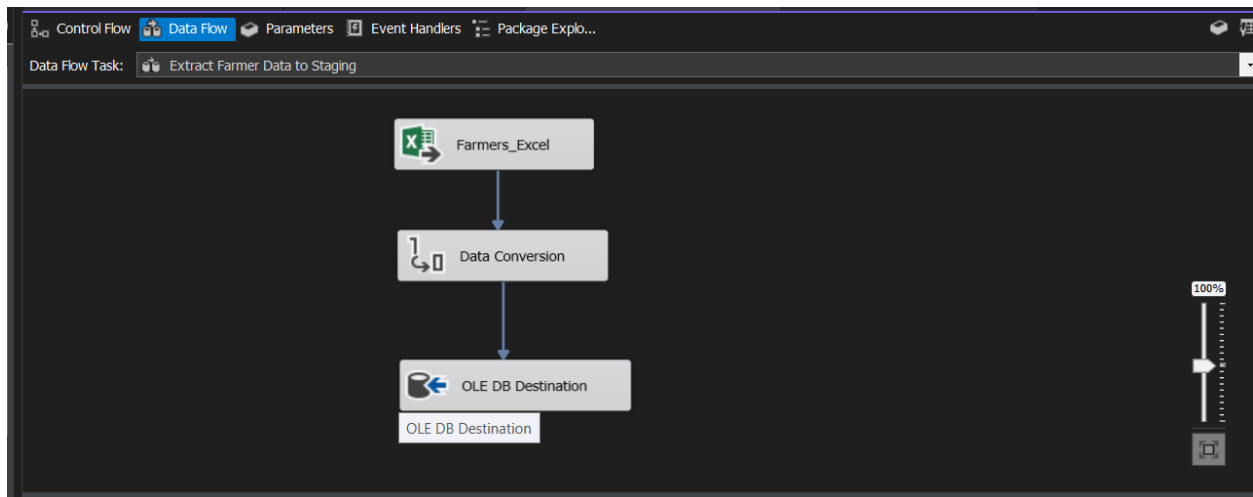 Control Flow Data Flow Parameters Event Handlers Package Explo...
Data Flow Task: Extract Farmer Data to Staging
Farmers_Excel
Data Conversion
100%
OLE DB Destination
OLE DB Destination